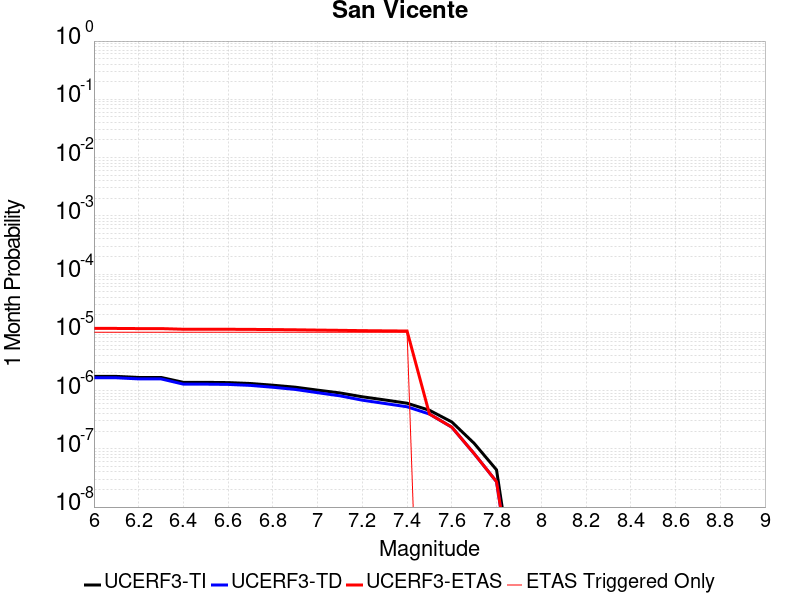 San Vicente
10^0
10^-1
10^-2
10^-3
10^-4
10^-5
10^-6
10^-7
10^-8
1 Month Probability
6 6.2 6.4 6.6 6.8 7 7.2 7.4 7.6 7.8 8 8.2 8.4 8.6 8.8 9
Magnitude
UCERF3-TI UCERF3-TD UCERF3-ETAS ETAS Triggered Only